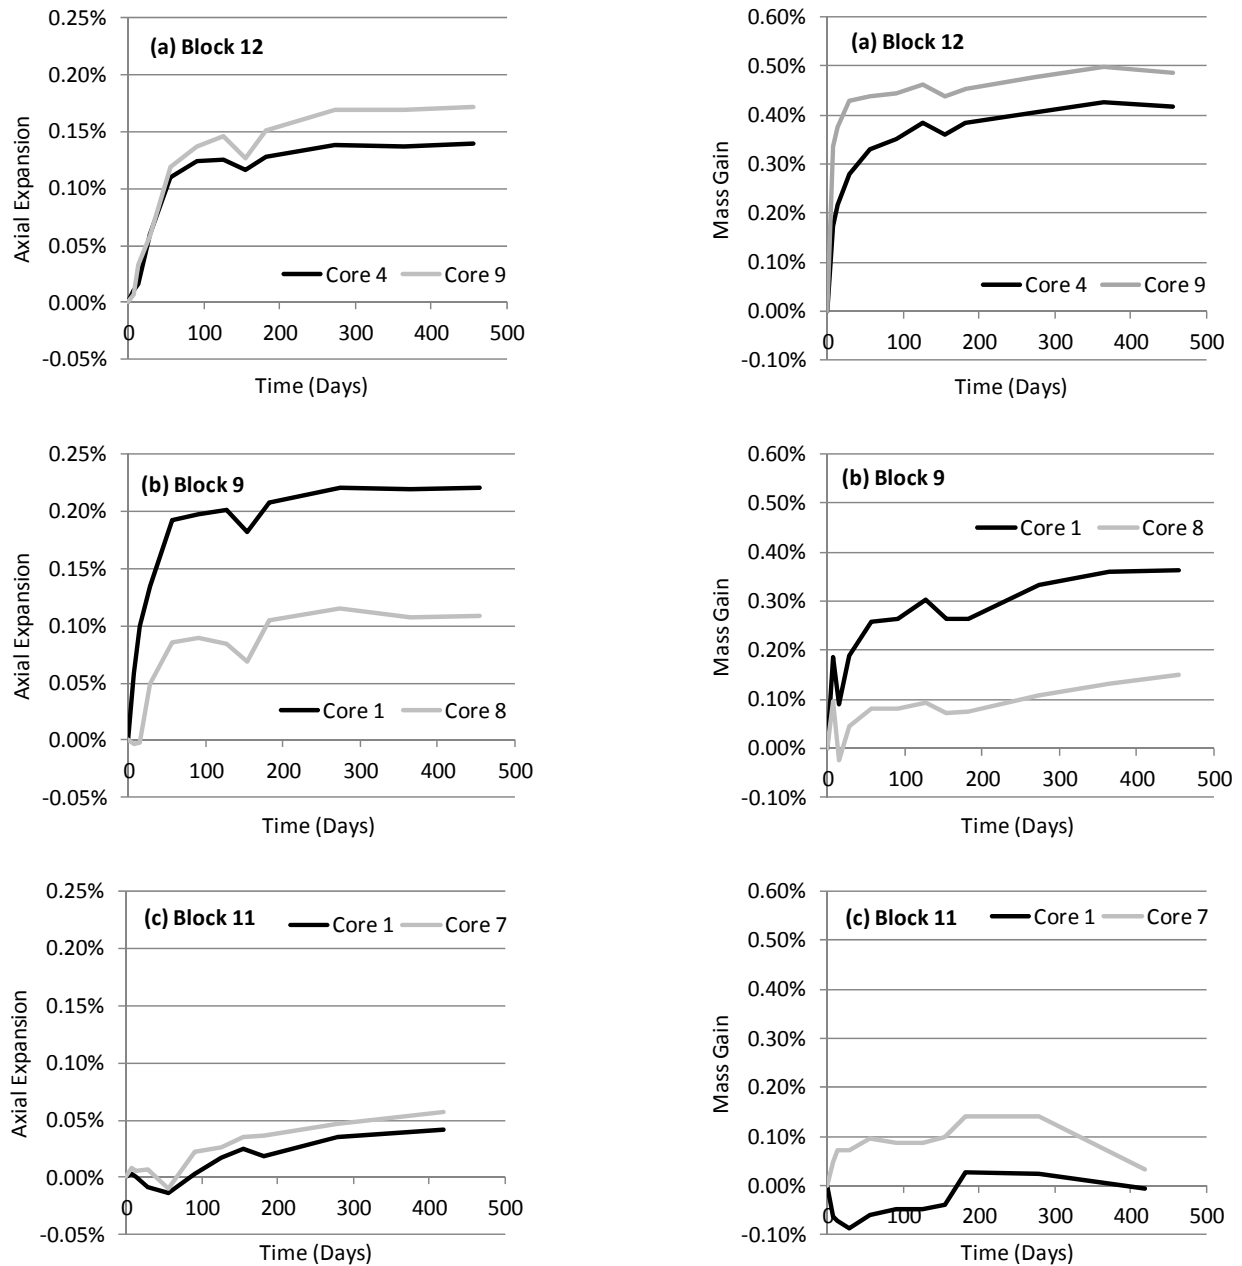 0.25%
(a) Block 12
0.20%
0.15%
0.10%
0.05%
Core 4 Core 9
0.00%
0 100 200 300 400 500
-0.05%
Axial Expansion
Time (Days)
0.60%
(a) Block 12
0.50%
0.40%
0.30%
0.20%
0.10%
Core 4 Core 9
0.00%
0 100 200 300 400 500
-0.10%
Mass Gain
Time (Days)
0.25%
(b) Block 9
0.20%
0.15%
0.10%
0.05%
Core 1 Core 8
0.00%
0 100 200 300 400 500
-0.05%
Axial Expansion
Time (Days)
0.60%
(b) Block 9
0.50%
Core 1 Core 8
0.40%
0.30%
0.20%
0.10%
0.00%
0 100 200 300 400 500
-0.10%
Mass Gain
Time (Days)
0.25%
(c) Block 11 Core 1 Core 7
0.20%
0.15%
0.10%
0.05%
0.00%
0 100 200 300 400 500
-0.05%
Axial Expansion
Time (Days)
0.60%
(c) Block 11 Core 1 Core 7
0.50%
0.40%
0.30%
0.20%
0.10%
0.00%
0 100 200 300 400 500
-0.10%
Mass Gain
Time (Days)